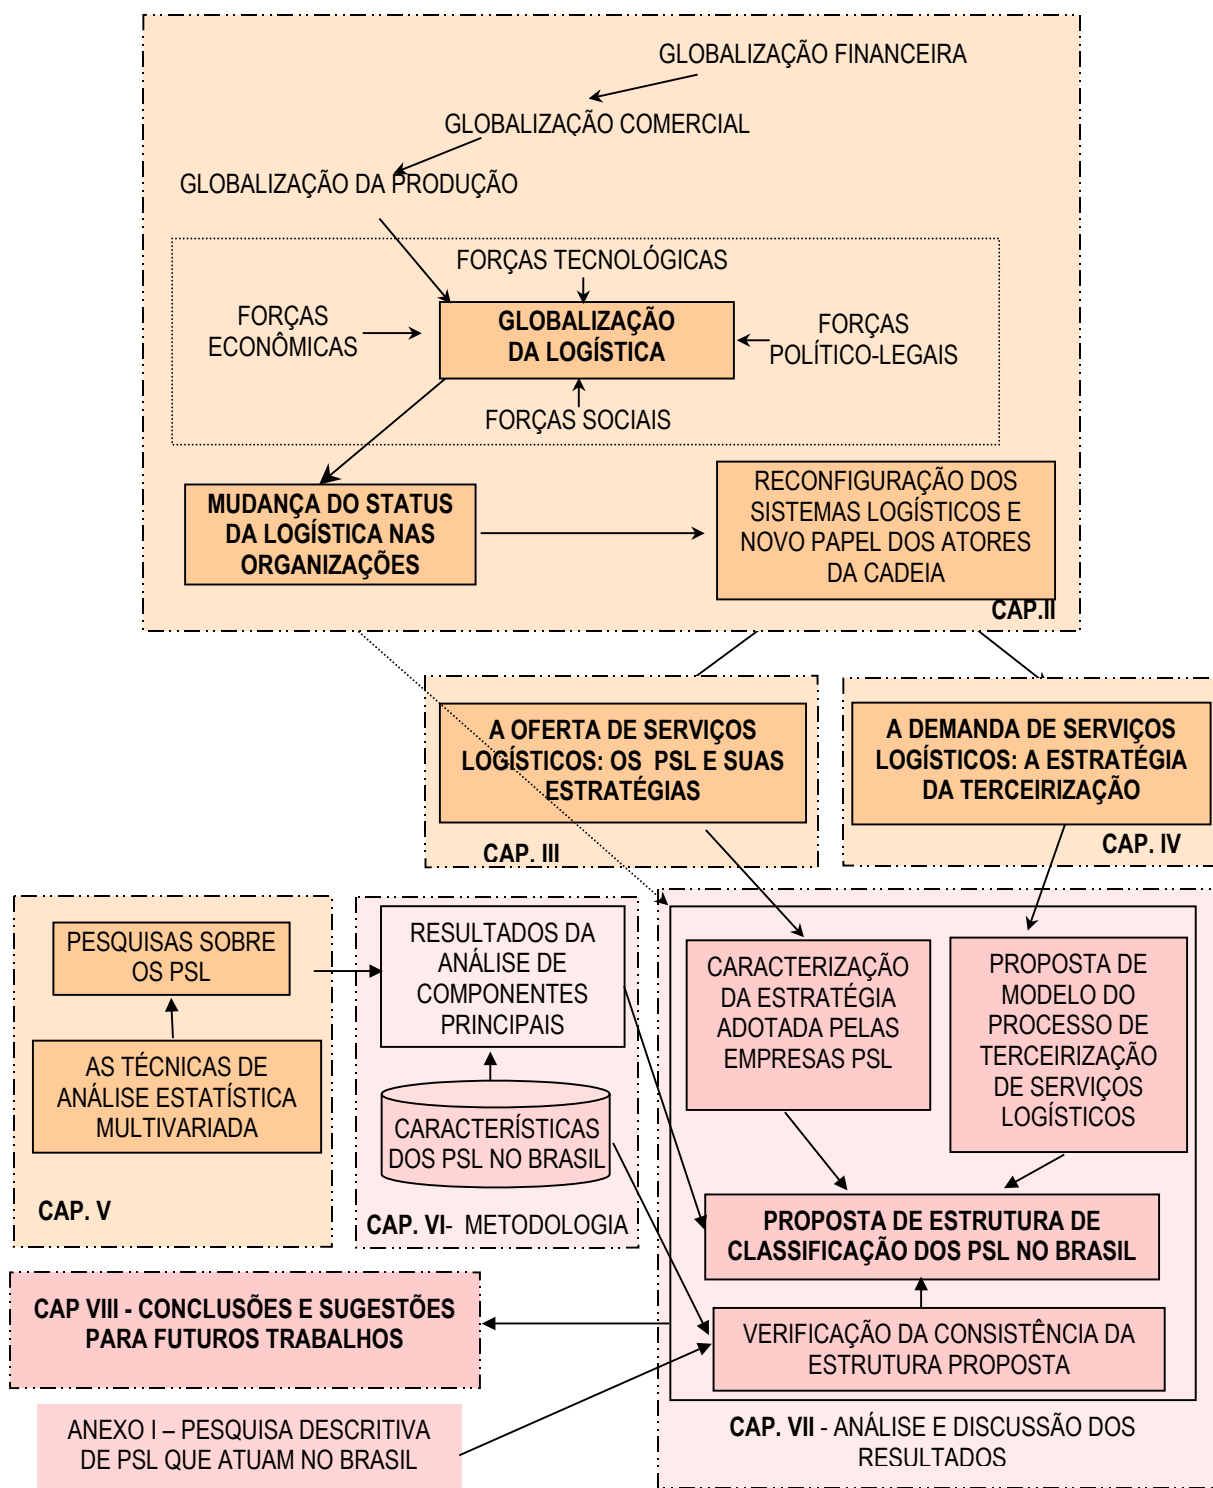 GLOBALIZAÇÃO FINANCEIRA
GLOBALIZAÇÃO COMERCIAL
GLOBALIZAÇÃO DA PRODUÇÃO
FORÇAS TECNOLÓGICAS
FORÇAS
ECONÔMICAS
GLOBALIZAÇÃO
DA LOGÍSTICA
FORÇAS
POLÍTICO-LEGAIS
FORÇAS SOCIAIS
MUDANÇA DO STATUS
DA LOGÍSTICA NAS
ORGANIZAÇÕES
RECONFIGURAÇÃO DOS
SISTEMAS LOGÍSTICOS E
NOVO PAPEL DOS ATORES
DA CADEIA
CAP.II
A OFERTA DE SERVIÇOS
LOGÍSTICOS: OS PSL E SUAS
ESTRATÉGIAS
CAP. III
A DEMANDA DE SERVIÇOS
LOGÍSTICOS: A ESTRATÉGIA
DA TERCEIRIZAÇÃO
CAP. IV
PESQUISAS SOBRE
OS PSL
AS TÉCNICAS DE
ANÁLISE ESTATÍSTICA
MULTIVARIADA
CAP. V
RESULTADOS DA
ANÁLISE DE
COMPONENTES
PRINCIPAIS
CARACTERÍSTICAS
DOS PSL NO BRASIL
CAP. VI- METODOLOGIA
CARACTERIZAÇÃO
DA ESTRATÉGIA
ADOTADA PELAS
EMPRESAS PSL
PROPOSTA DE
MODELO DO
PROCESSO DE
TERCEIRIZAÇÃO
DE SERVIÇOS
LOGÍSTICOS
PROPOSTA DE ESTRUTURA DE
CLASSIFICAÇÃO DOS PSL NO BRASIL
VERIFICAÇÃO DA CONSISTÊNCIA DA
ESTRUTURA PROPOSTA
CAP. VII - ANÁLISE E DISCUSSÃO DOS
RESULTADOS
CAP VIII - CONCLUSÕES E SUGESTÕES
PARA FUTUROS TRABALHOS
ANEXO I – PESQUISA DESCRITIVA
DE PSL QUE ATUAM NO BRASIL